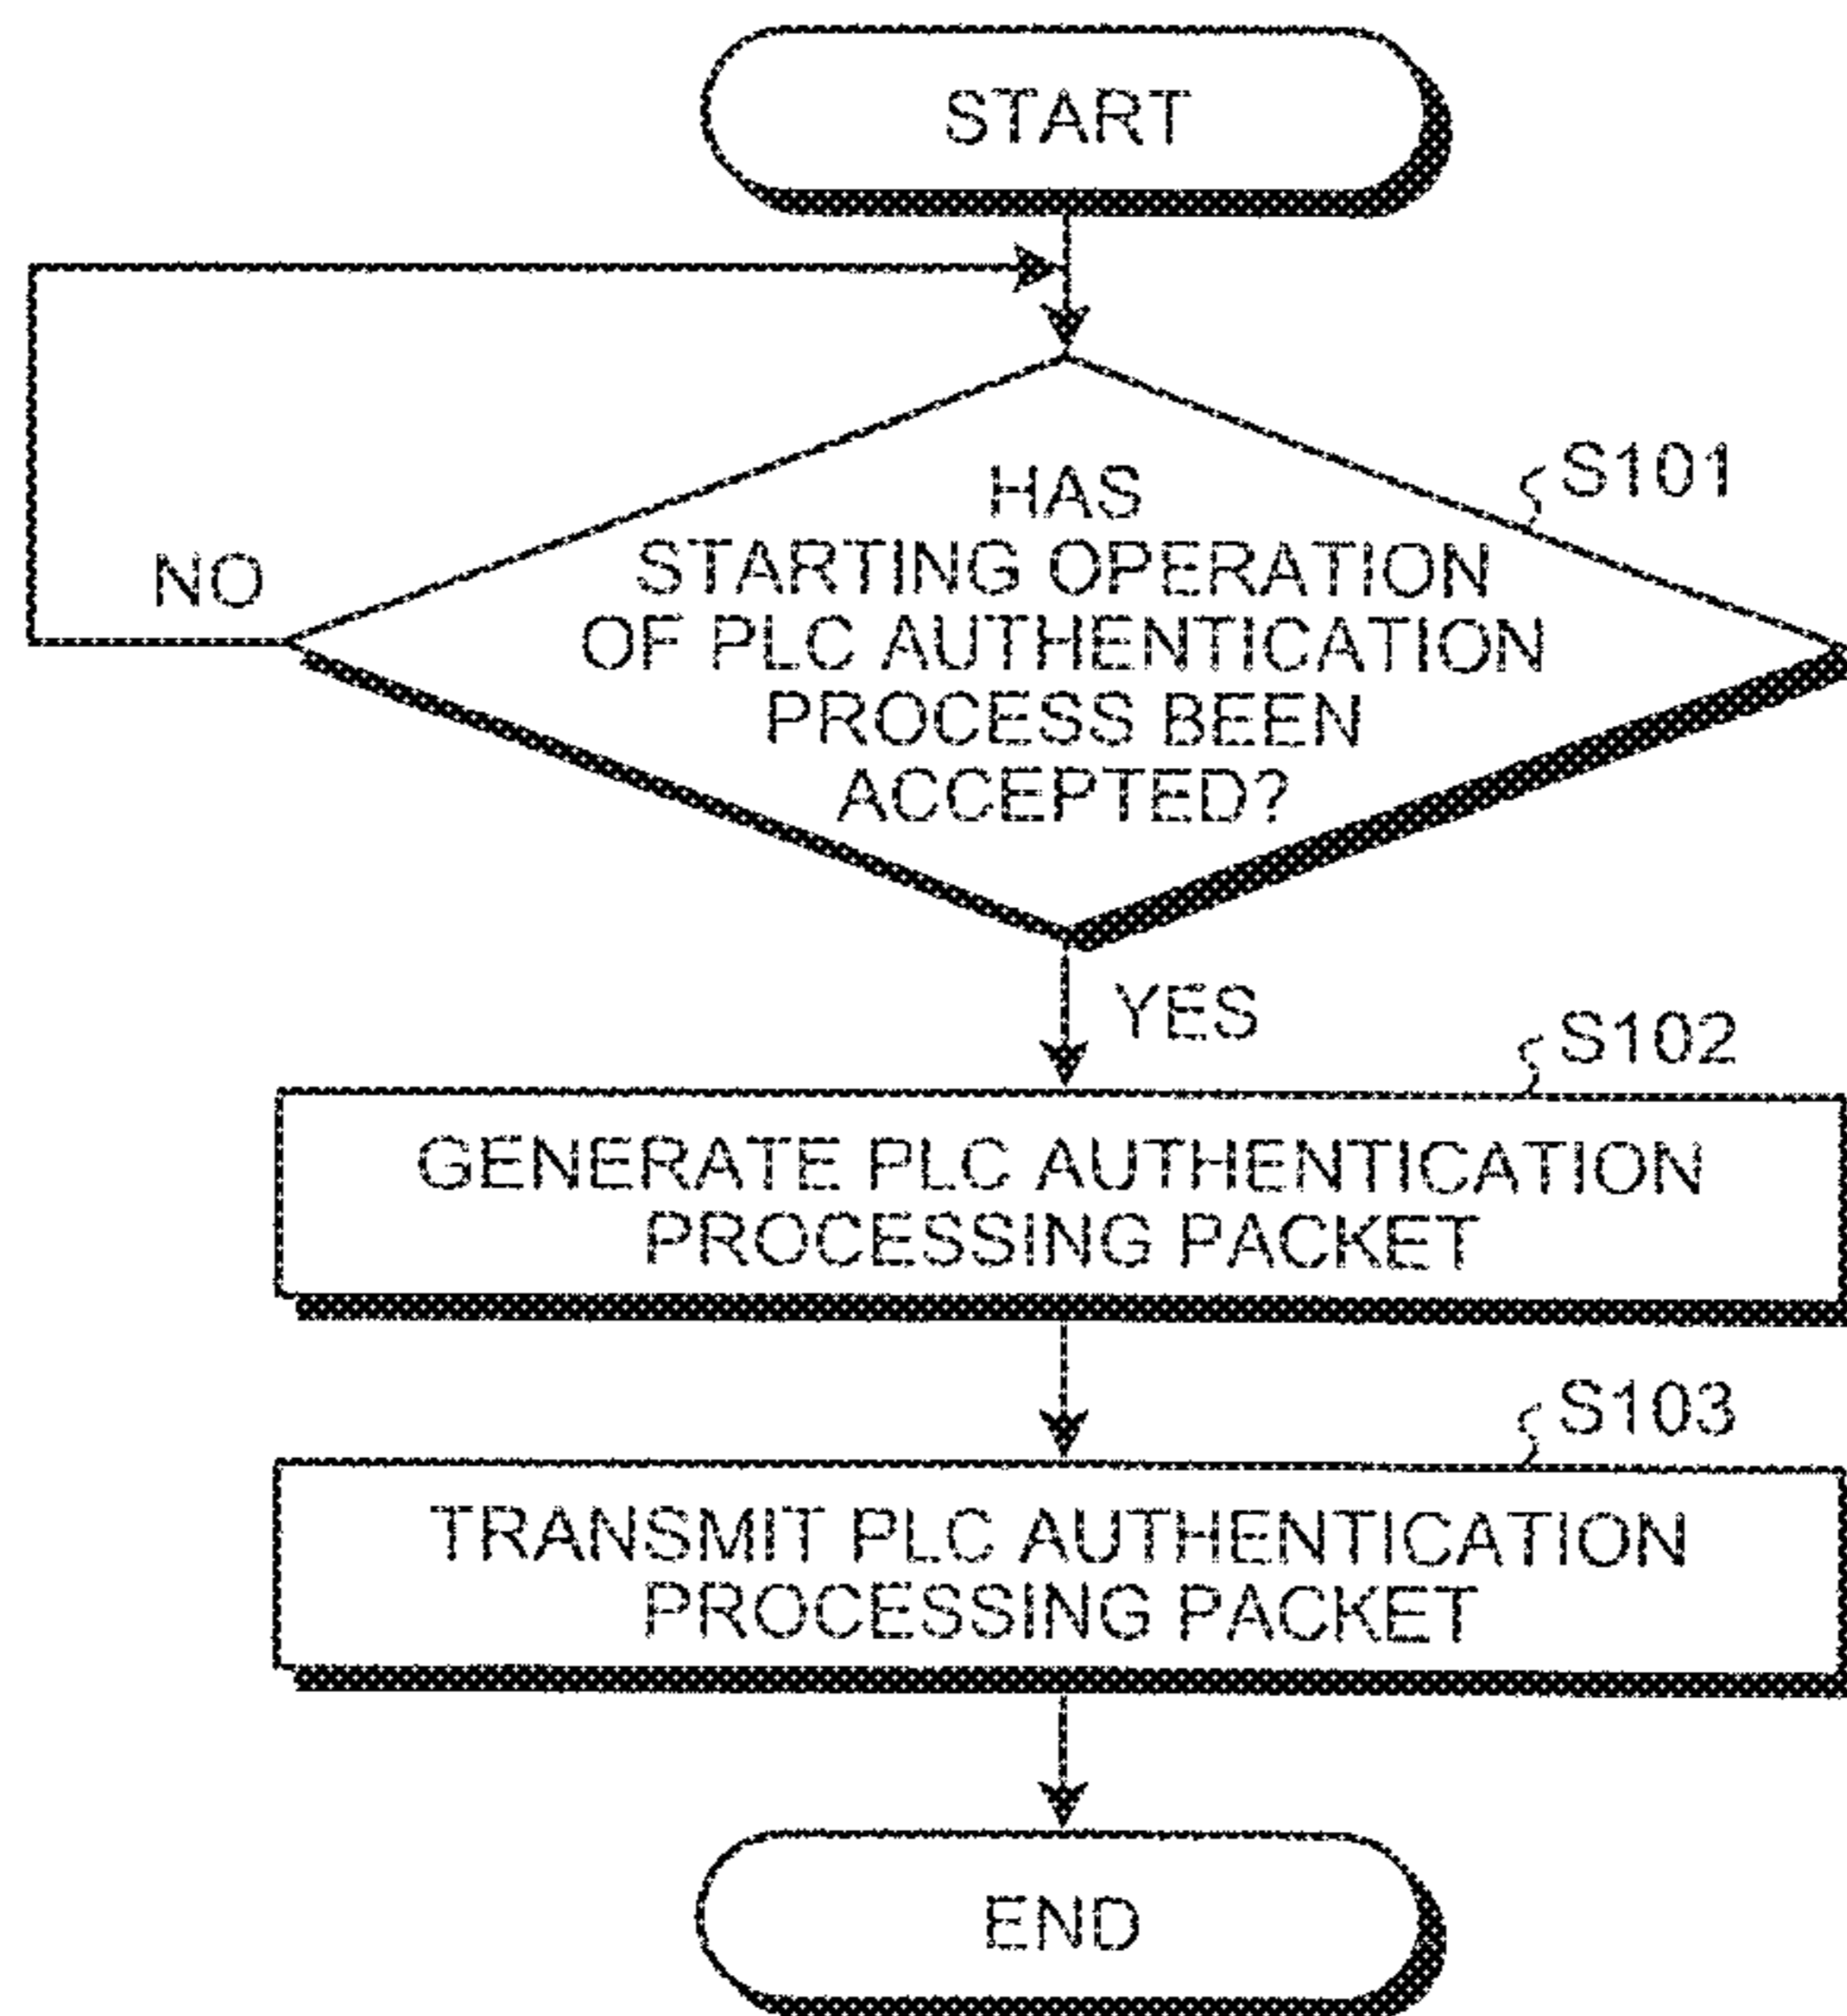 START
HAS
S101
STARTING OPERATION
NO
OF PLC AUTHENTICATION
PROCESS BEEN
ACCEPTED?
YES
S102
GENERATE PLC AUTHENTICATION
PROCESSING PACKET
S103
TRANSMIT PLC AUTHENTICATION
PROCESSING PACKET
END